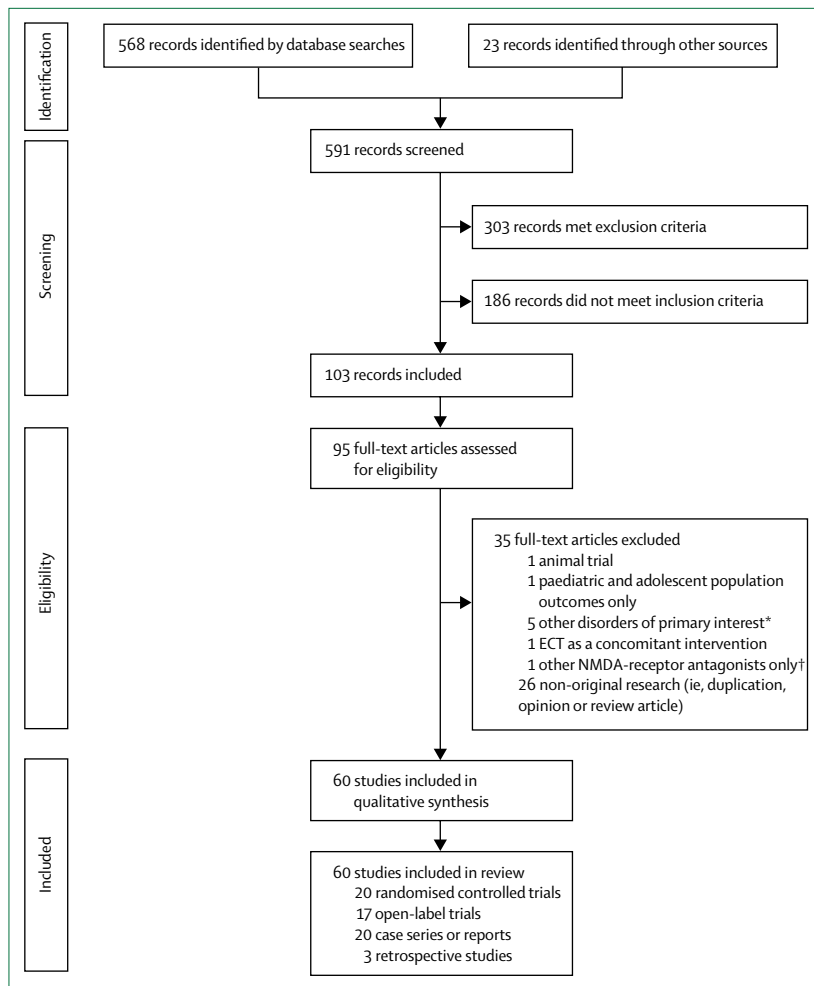 Identification
568 records identified by database searches
23 records identified through other sources
Screening
591 records screened
303 records met exclusion criteria
186 records did not meet inclusion criteria
103 records included
Eligibility
95 full-text articles assessed
for eligibility
35 full-text articles excluded
1 animal trial
1 paediatric and adolescent population
outcomes only
5 other disorders of primary interest*
1 ECT as a concomitant intervention
1 other NMDA-receptor antagonists only†
26 non-original research (ie, duplication,
opinion or review article)
Included
60 studies included in
qualitative synthesis
60 studies included in review
20 randomised controlled trials
17 open-label trials
20 case series or reports
3 retrospective studies